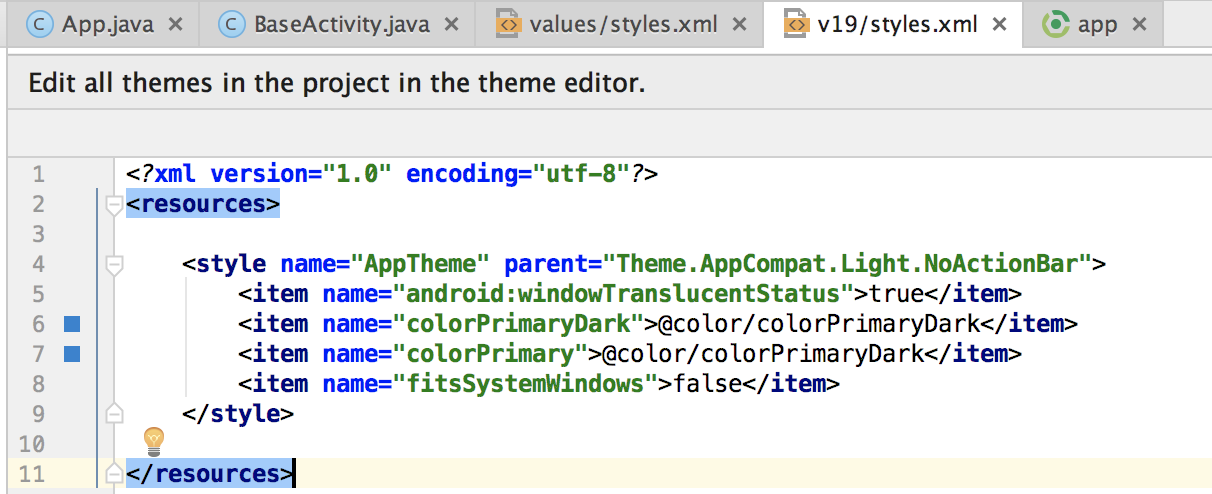 App.java
BaseActivity.java
values/styles.xml
v19/styles.xml
app
Edit all themes in the project in the theme editor.
1 <?xml version="1.0" encoding="utf-8"?>
2 <resources>
3
4 <style name="AppTheme" parent="Theme.AppCompat.Light.NoActionBar">
5 <item name="android:windowTranslucentStatus">true</item>
6 <item name="colorPrimaryDark">@color/colorPrimaryDark</item>
7 <item name="colorPrimary">@color/colorPrimaryDark</item>
8 <item name="fitsSystemWindows">false</item>
9 </style>
10
11 </resources>